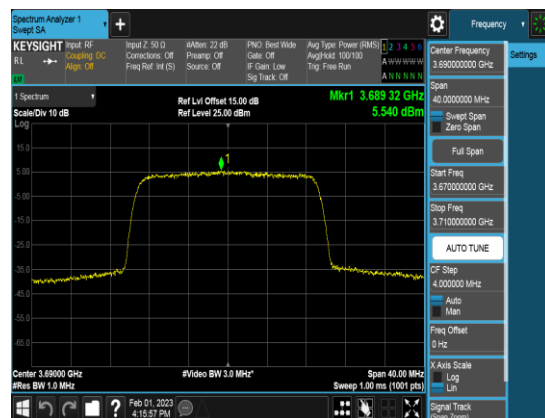 Spectrum Analyzer 1
Swept SA
Frequency
KEYSIGHT
RL
Input: RF
Coupling: DC
Align: Off
Input Z: 50 Ω
Corrections: Off
Freq Ref: Int (S)
#Atten: 22 dB
Preamp: Off
Source: Off
PNO: Best Wide
Gate: Off
IF Gain: Low
Sig Track: Off
Avg Type: Power (RMS)
Avg|Hold: 100/100
Trig: Free Run
1 2 3 4 5 6
A W W W W W
A N N N N N
1 Spectrum
Scale/Div 10 dB
Ref Lvl Offset 15.00 dB
Ref Level 25.00 dBm
Mkr1 3.689 32 GHz
5.540 dBm
Log
15.0
5.00
-5.00
-15.0
-25.0
-35.0
-45.0
-55.0
-65.0
1
Center 3.69000 GHz
#Res BW 1.0 MHz
#Video BW 3.0 MHz*
Span 40.00 MHz
Sweep 1.00 ms (1001 pts)
Feb 01, 2023
4:15:57 PM
Center Frequency
3.690000000 GHz
Span
40.0000000 MHz
Swept Span
Zero Span
Full Span
Start Freq
3.670000000 GHz
Stop Freq
3.710000000 GHz
AUTO TUNE
CF Step
4.000000 MHz
Auto
Man
Freq Offset
0 Hz
X Axis Scale
Log
Lin
Signal Track
(Span Zoom)
Settings